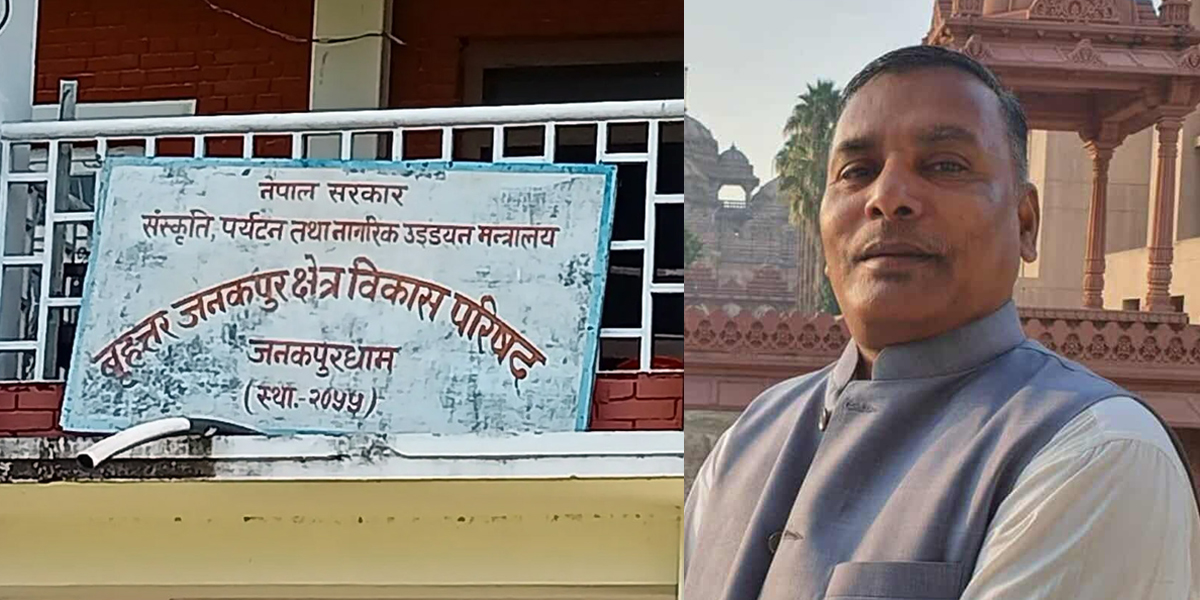 नेपाल सरकार
संस्कृति, पर्यटन तथा नागरिक उड्डयन मन्त्रालय
बृहत्तर जनकपुर क्षेत्र विकास परिषद
जनकपुरधाम
(स्था.-२०५५)